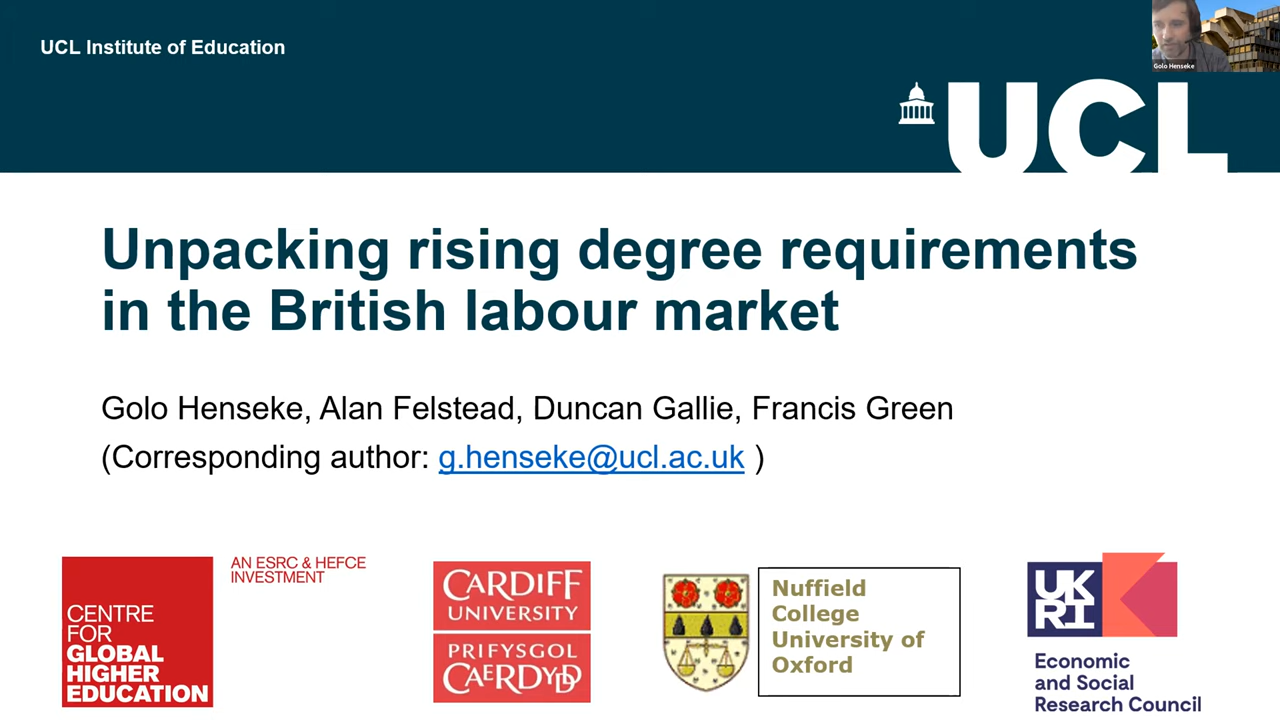 UCL Institute of Education
Golo Henseke
UCL
Unpacking rising degree requirements
in the British labour market
Golo Henseke, Alan Felstead, Duncan Gallie, Francis Green
(Corresponding author: g.henseke@ucl.ac.uk )
CENTRE
FOR
GLOBAL
HIGHER
EDUCATION
AN ESRC & HEFCE
INVESTMENT
CARDIFF
UNIVERSITY
PRIFYSGOL
CAERDYDD
Nuffield
College
University of
Oxford
UK
RI
Economic
and Social
Research Council